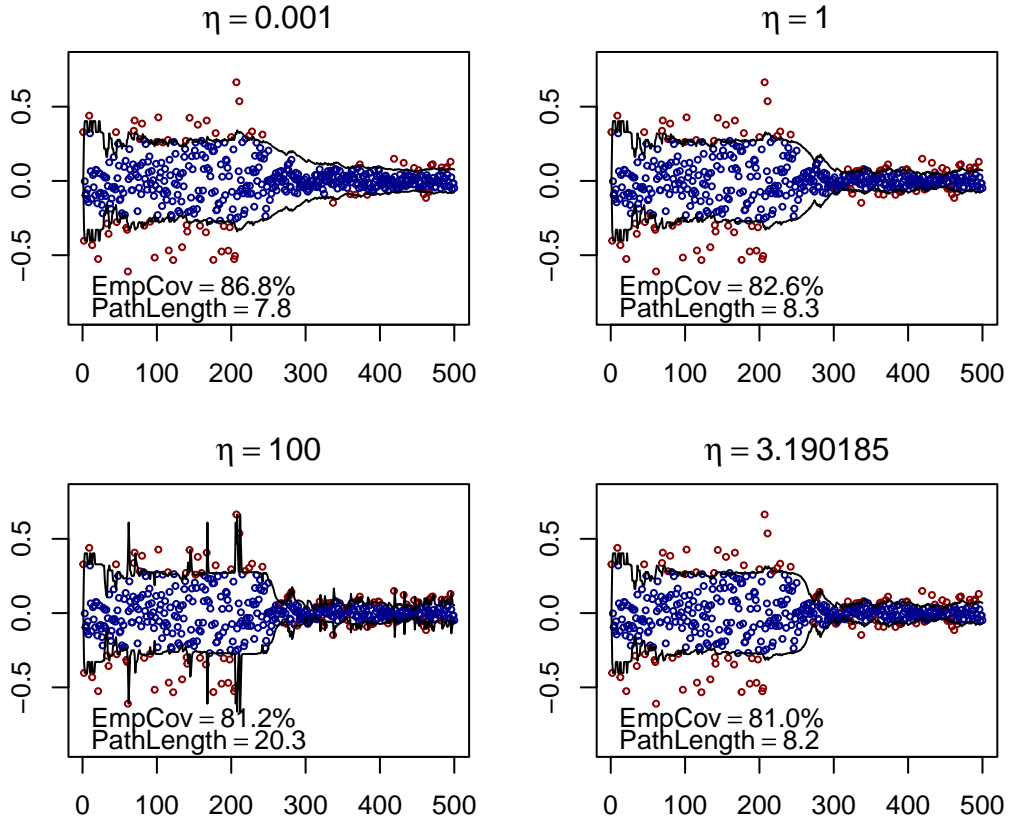 η = 0.001
0.5
0.0
−0.5
EmpCov = 86.8%
PathLength = 7.8
0 100 200 300 400 500
η = 1
0.5
0.0
−0.5
EmpCov = 82.6%
PathLength = 8.3
0 100 200 300 400 500
η = 100
0.5
0.0
−0.5
EmpCov = 81.2%
PathLength = 20.3
0 100 200 300 400 500
η = 3.190185
0.5
0.0
−0.5
EmpCov = 81.0%
PathLength = 8.2
0 100 200 300 400 500